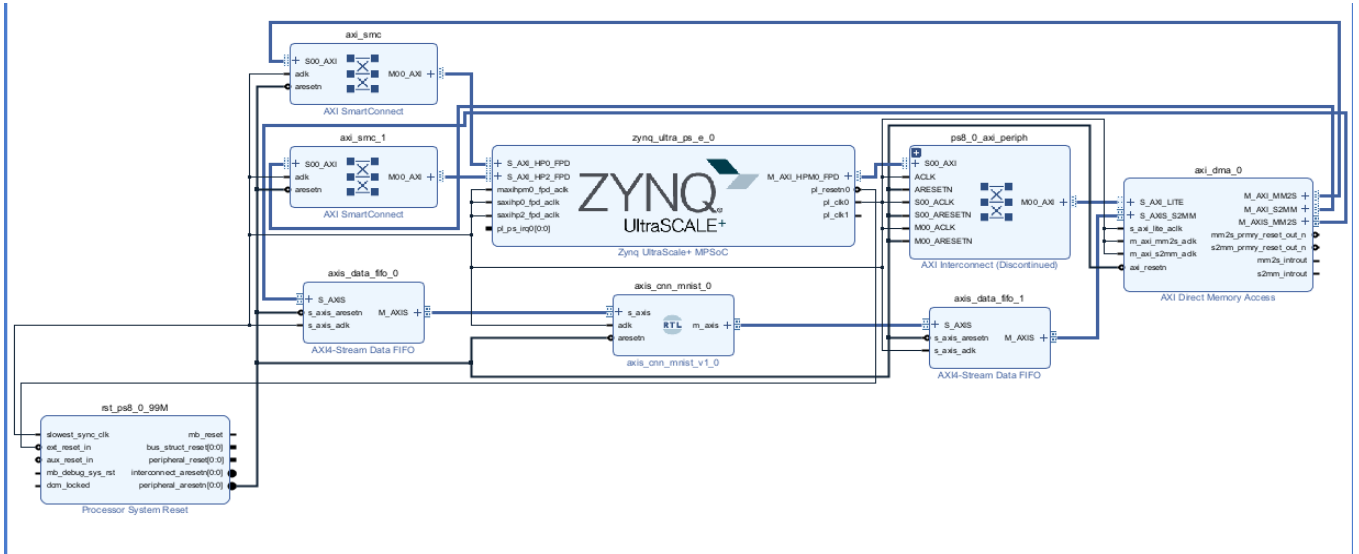 axi_smc
S00_AXI
aclk
aresetn
M00_AXI
AXI SmartConnect
axi_smc_1
S00_AXI
aclk
aresetn
M00_AXI
AXI SmartConnect
zynq_ultra_ps_e_0
S_AXI_HP0_FPD
S_AXI_HP2_FPD
maxihpm0_fpd_aclk
saxihp0_fpd_aclk
saxihp2_fpd_aclk
pl_ps_irq0[0:0]
ZYNQ
UltraSCALE+
M_AXI_HPM0_FPD
pl_resetn0
pl_clk0
pl_clk1
Zynq UltraScale+ MPSoC
ps8_0_axi_periph
S00_AXI
ACLK
ARESETN
S00_ACLK
S00_ARESETN
M00_ACLK
M00_ARESETN
M00_AXI
AXI Interconnect (Discontinued)
axi_dma_0
S_AXI_LITE
S_AXIS_S2MM
s_axi_lite_aclk
m_axi_mm2s_aclk
m_axi_s2mm_aclk
axi_resetn
M_AXI_MM2S
M_AXI_S2MM
M_AXIS_MM2S
mm2s_prmry_reset_out_n
s2mm_prmry_reset_out_n
mm2s_introut
s2mm_introut
AXI Direct Memory Access
axis_data_fifo_0
S_AXIS
s_axis_aresetn
s_axis_aclk
M_AXIS
AXI4-Stream Data FIFO
axis_cnn_mnist_0
s_axis
aclk
aresetn
RTL
m_axis
axis_cnn_mnist_v1_0
axis_data_fifo_1
S_AXIS
s_axis_aresetn
s_axis_aclk
M_AXIS
AXI4-Stream Data FIFO
rst_ps8_0_99M
slowest_sync_clk
ext_reset_in
aux_reset_in
mb_debug_sys_rst
dcm_locked
mb_reset
bus_struct_reset[0:0]
peripheral_reset[0:0]
interconnect_aresetn[0:0]
peripheral_aresetn[0:0]
Processor System Reset